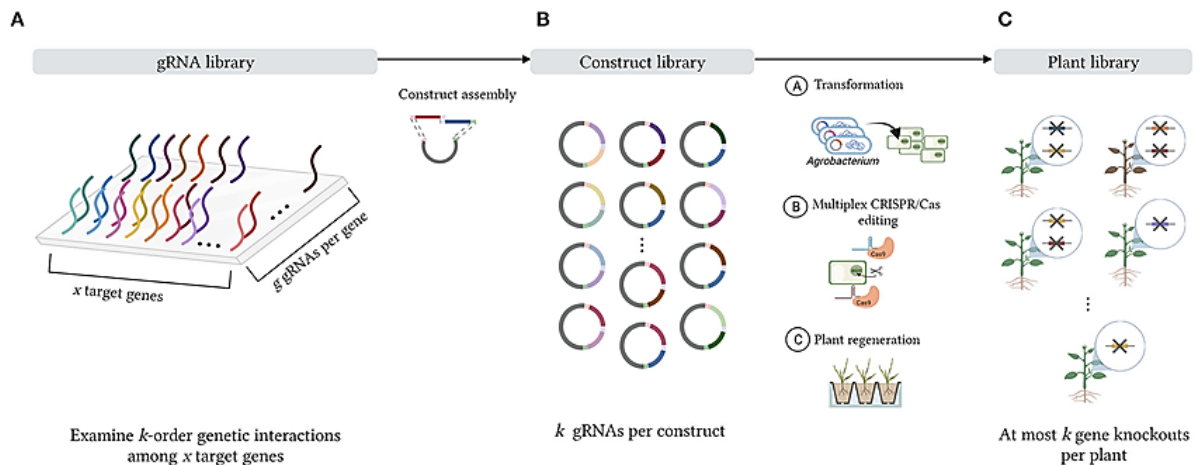 A
B
C
gRNA library
Construct library
Plant library
Construct assembly
x target genes
g gRNAs per gene
Examine k-order genetic interactions
among x target genes
k gRNAs per construct
A Transformation
Agrobacterium
B Multiplex CRISPR/Cas
editing
Cas9
Cas9
C Plant regeneration
At most k gene knockouts
per plant